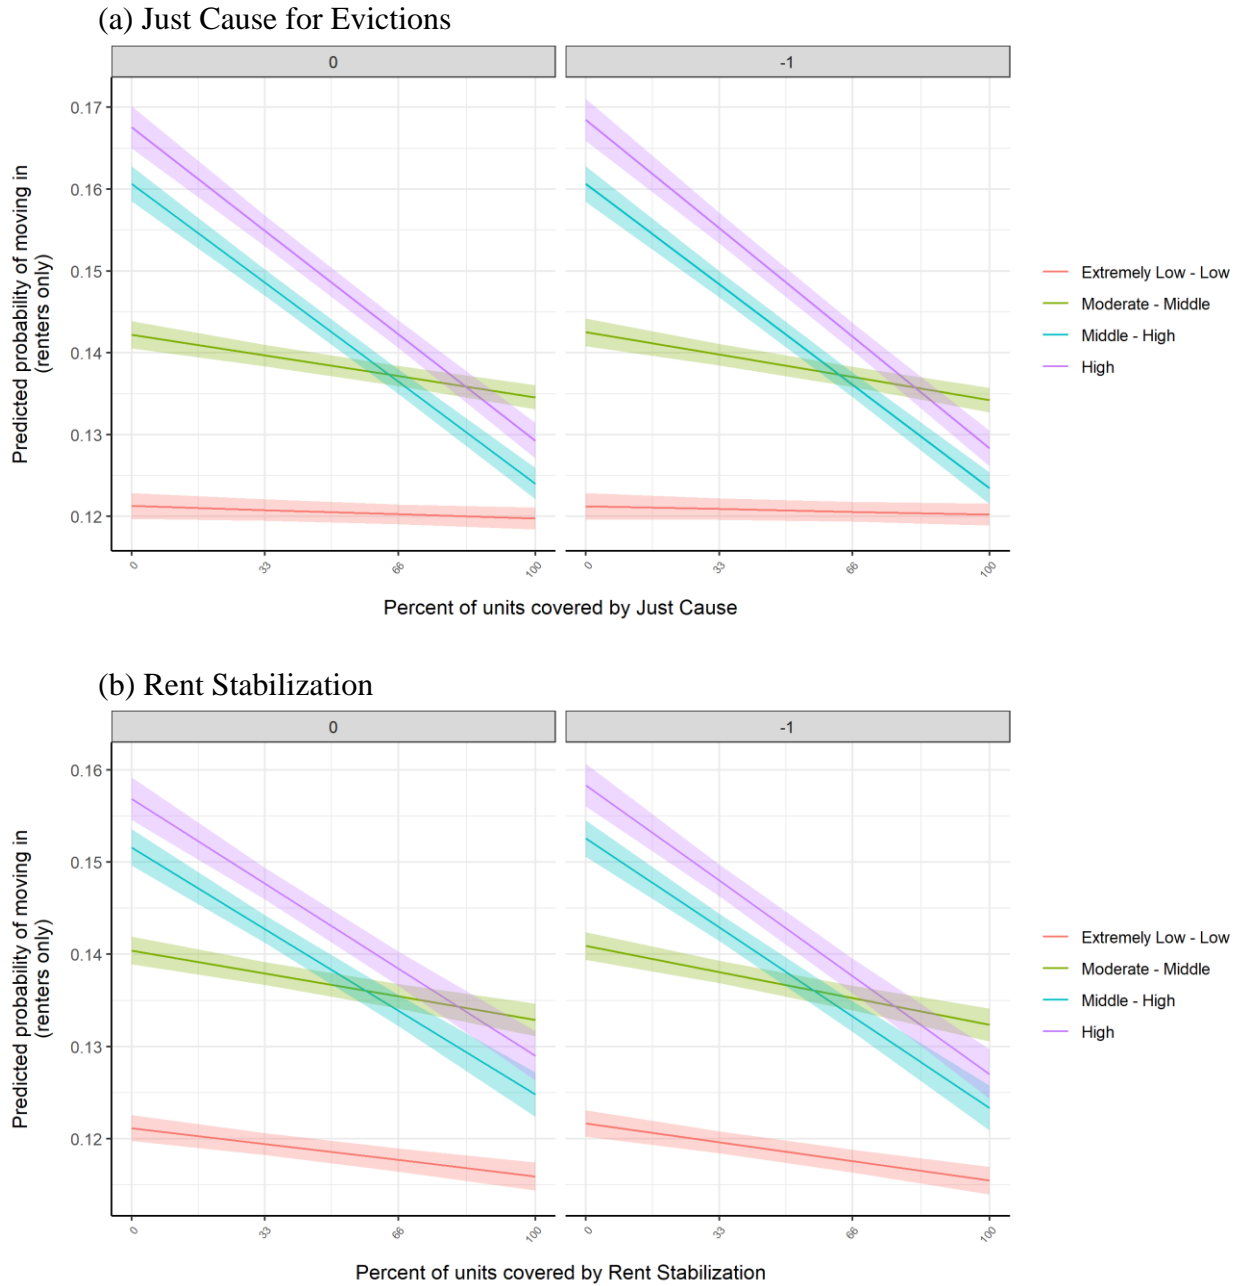 (a) Just Cause for Evictions
0
-1
0.17
0.16
0.15
0.14
0.13
0.12
Predicted probability of moving in
(renters only)
0
33
66
100
0
33
66
100
Percent of units covered by Just Cause
Extremely Low - Low
Moderate - Middle
Middle - High
High
(b) Rent Stabilization
0
-1
0.16
0.15
0.14
0.13
0.12
Predicted probability of moving in
(renters only)
0
33
66
100
0
33
66
100
Percent of units covered by Rent Stabilization
Extremely Low - Low
Moderate - Middle
Middle - High
High